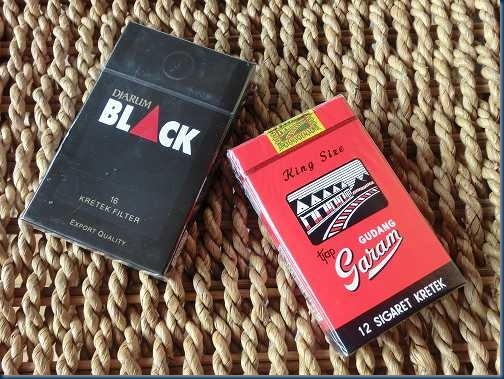 DJARUM
BLACK
16
KRETEK FILTER
EXPORT QUALITY
King Size
tjap
GUDANG
Garam
12 SIGARET KRETEK